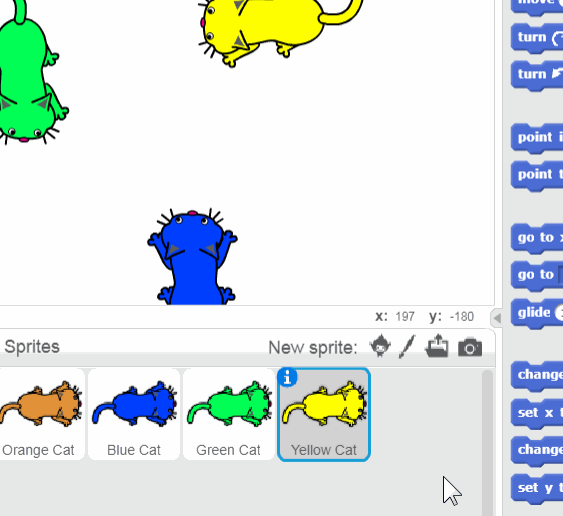 move
turn
turn
point i
point t
go to x
go to
glide
x: 197 y: -180
Sprites
New sprite:
change
set x t
change
set y t
Orange Cat
Blue Cat
Green Cat
Yellow Cat